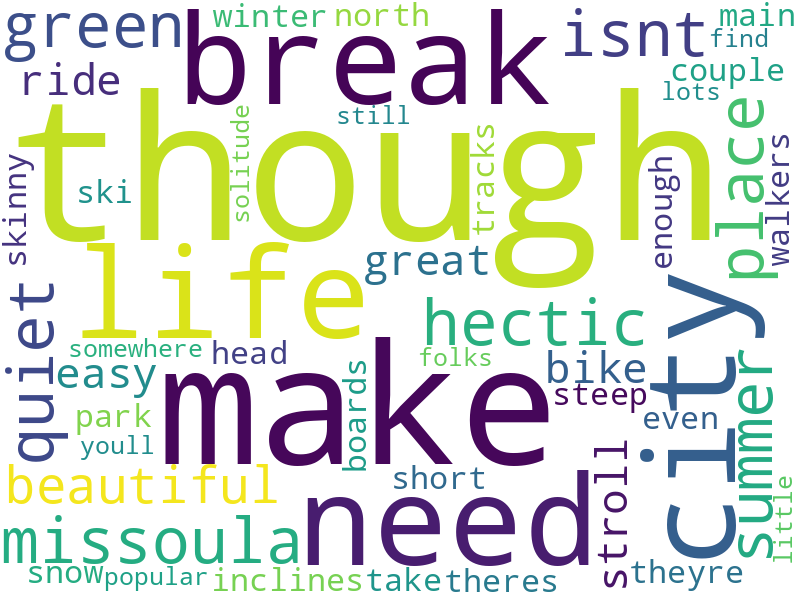 green
winter
north
break
isnt
main
find
ride
couple
lots
though
still
solitude
tracks
place
walkers
skinny
ski
enough
life
great
city
quiet
hectic
somewhere
head
folks
easy
make
boards
bike
steep
summer
park
youll
even
beautiful
short
stroll
need
missoula
little
snow
popular
inclines
take
theres
theyre